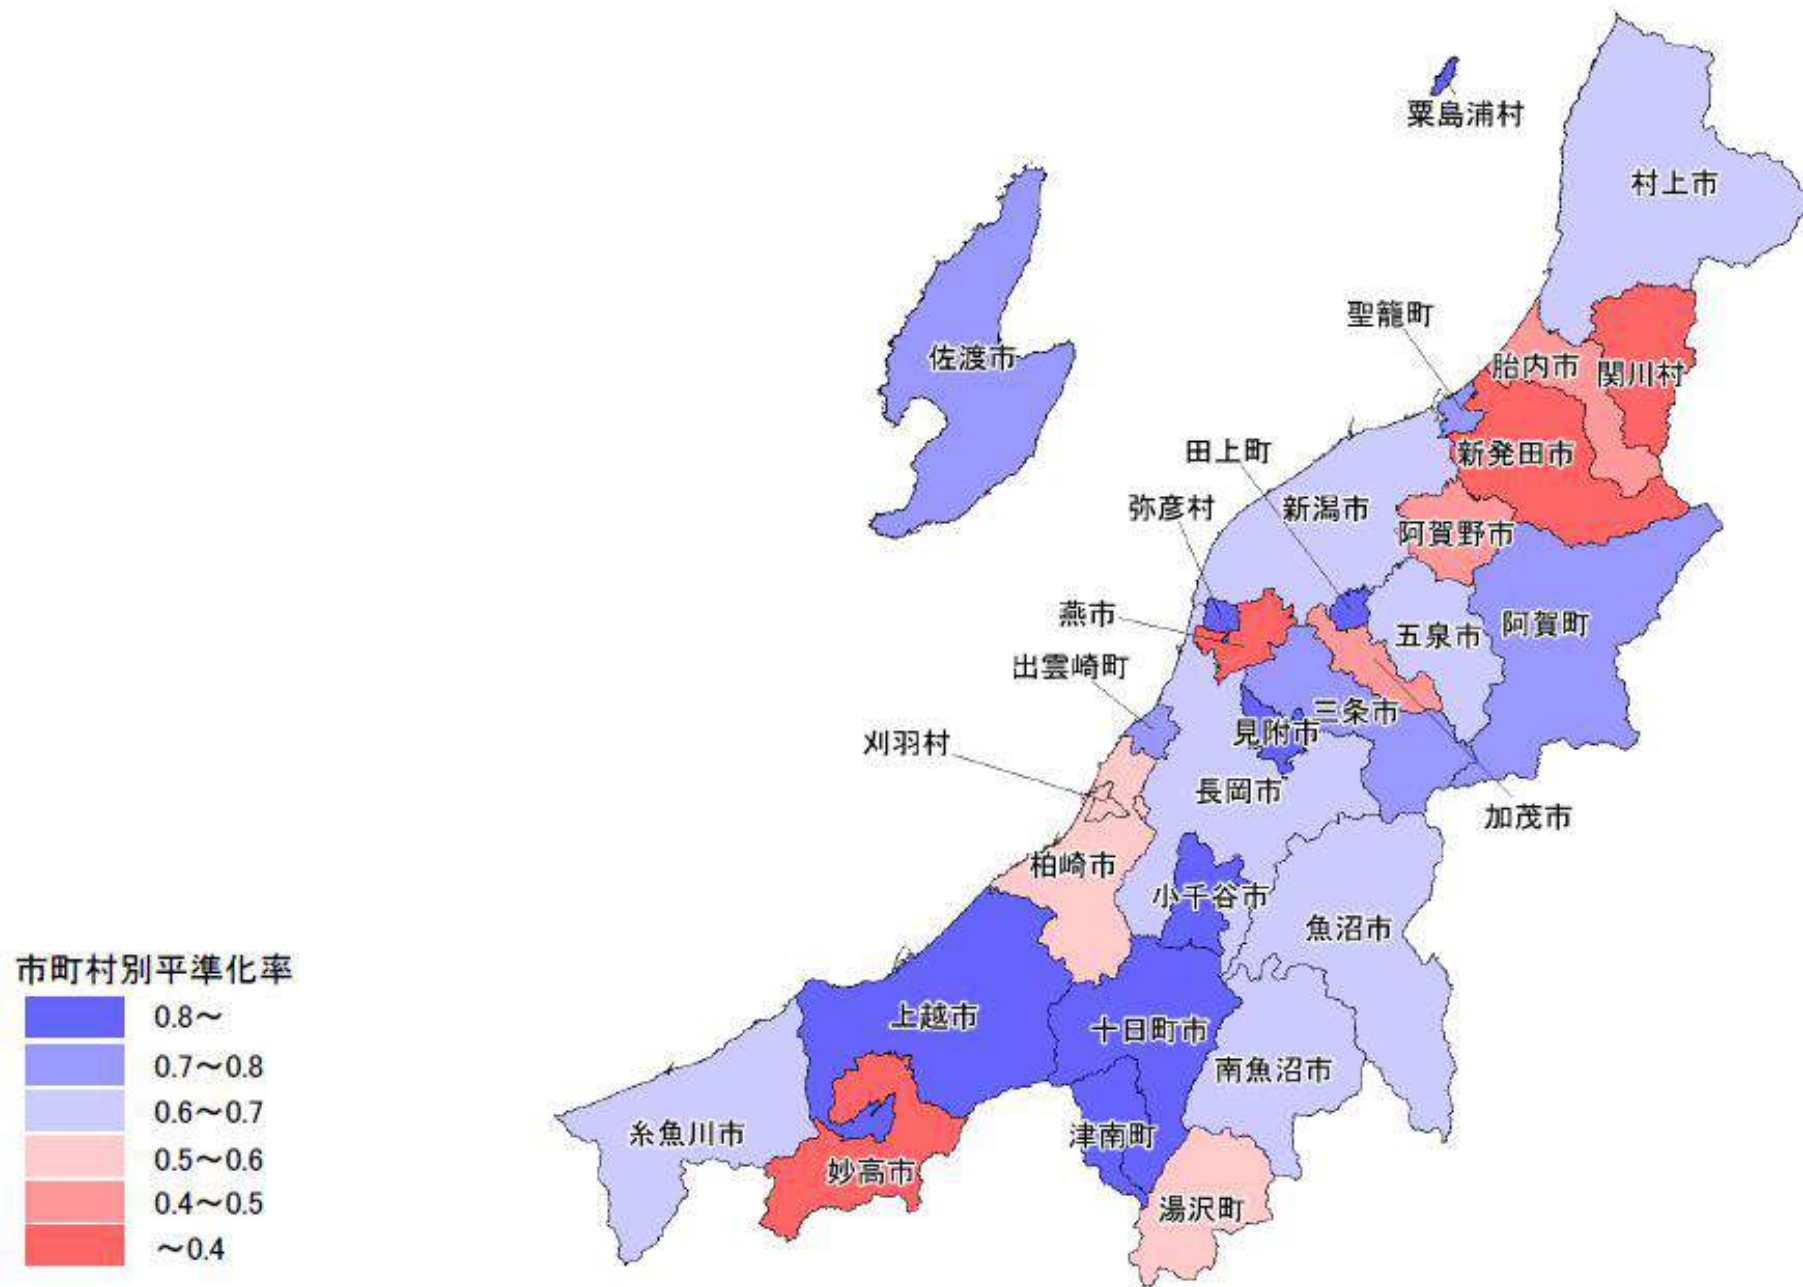 粟島浦村
村上市
聖籠町
佐渡市
胎内市
関川村
田上町
新発田市
弥彦村
新潟市
阿賀野市
燕市
五泉市
阿賀町
出雲崎町
三条市
見附市
刈羽村
長岡市
加茂市
柏崎市
小千谷市
魚沼市
上越市
十日町市
南魚沼市
糸魚川市
津南町
妙高市
湯沢町
市町村別平準化率
0.8～
0.7～0.8
0.6～0.7
0.5～0.6
0.4～0.5
～0.4